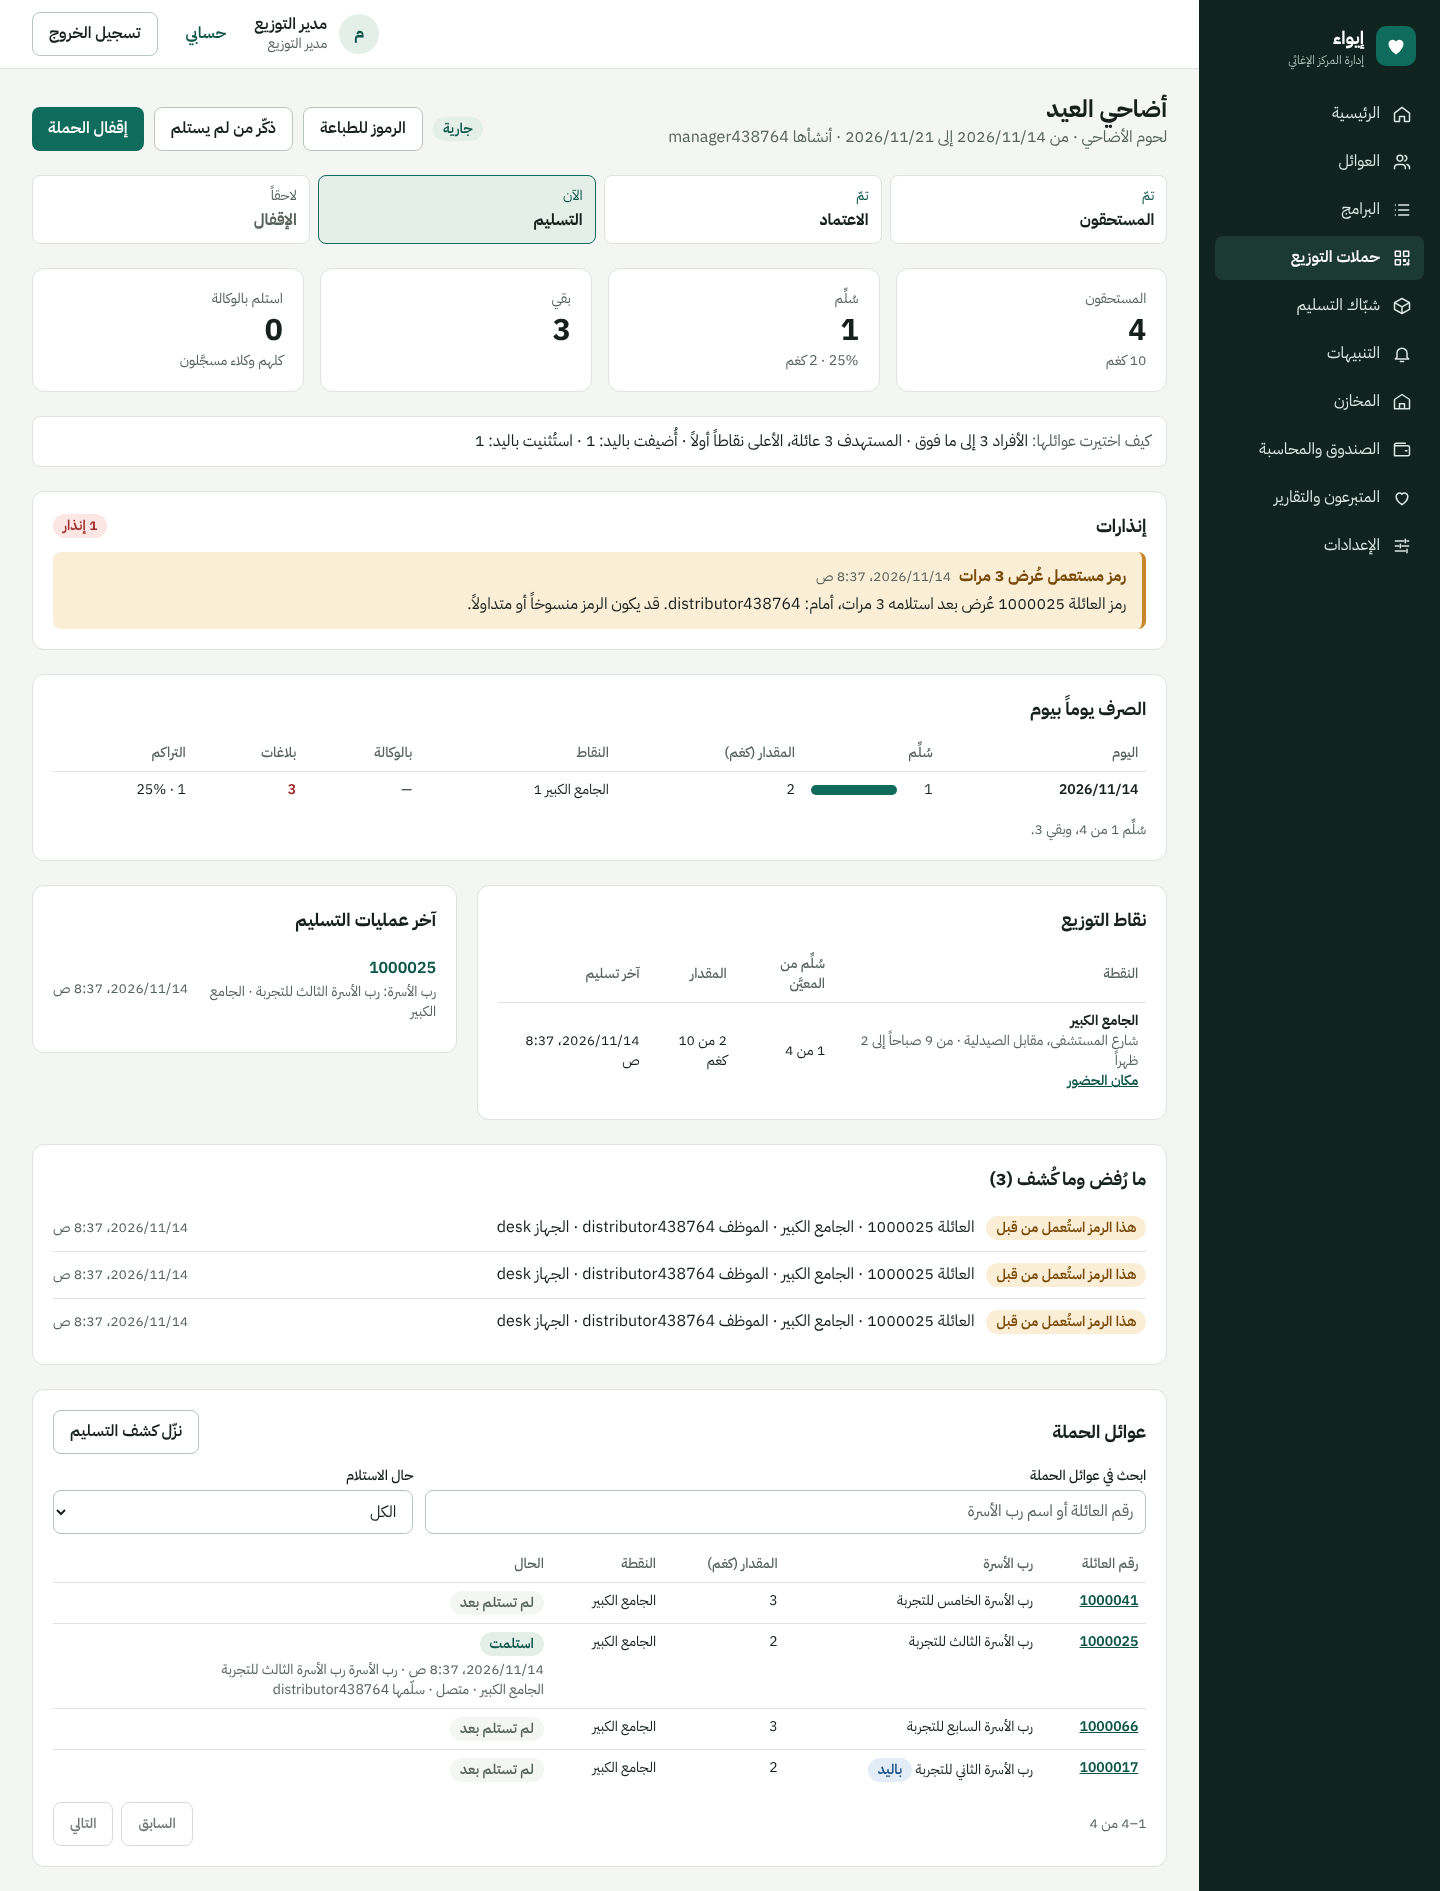 إيواء
إدارة المركز الإغاثي
الرئيسية
العوائل
البرامج
حملات التوزيع
شبّاك التسليم
التنبيهات
المخازن
الصندوق والمحاسبة
المتبرعون والتقارير
الإعدادات
م
مدير التوزيع
مدير التوزيع
حسابي
تسجيل الخروج
أضاحي العيد
لحوم الأضاحي · من 2026/11/14 إلى 2026/11/21 · أنشأها manager438764
جارية
الرموز للطباعة
ذكّر من لم يستلم
إقفال الحملة
تمّ
المستحقون
تمّ
الاعتماد
الآن
التسليم
لاحقاً
الإقفال
المستحقون
4
10 كغم
سُلِّم
1
25% · 2 كغم
بقي
3
استلم بالوكالة
0
كلهم وكلاء مسجَّلون
كيف اختيرت عوائلها: الأفراد 3 إلى ما فوق · المستهدف 3 عائلة، الأعلى نقاطاً أولاً · أُضيفت باليد: 1 · استُثنيت باليد: 1
إنذارات
1 إنذار
رمز مستعمل عُرض 3 مرات 2026/11/14، 8:37 ص
رمز العائلة 1000025 عُرض بعد استلامه 3 مرات، أمام: distributor438764. قد يكون الرمز منسوخاً أو متداولاً.
الصرف يوماً بيوم
اليوم سُلِّم المقدار (كغم) النقاط بالوكالة بلاغات التراكم
2026/11/14 1 2 الجامع الكبير 1 — 3 1 · 25%
سُلِّم 1 من 4، وبقي 3.
نقاط التوزيع
النقطة سُلِّم من المعيَّن المقدار آخر تسليم
الجامع الكبير
شارع المستشفى، مقابل الصيدلية · من 9 صباحاً إلى 2 ظهراً
مكان الحضور
1 من 4
2 من 10 كغم
2026/11/14، 8:37 ص
آخر عمليات التسليم
1000025
رب الأسرة: رب الأسرة الثالث للتجربة · الجامع الكبير
2026/11/14، 8:37 ص
ما رُفض وما كُشف (3)
هذا الرمز استُعمل من قبل العائلة 1000025 · الجامع الكبير · الموظف distributor438764 · الجهاز desk 2026/11/14، 8:37 ص
هذا الرمز استُعمل من قبل العائلة 1000025 · الجامع الكبير · الموظف distributor438764 · الجهاز desk 2026/11/14، 8:37 ص
هذا الرمز استُعمل من قبل العائلة 1000025 · الجامع الكبير · الموظف distributor438764 · الجهاز desk 2026/11/14، 8:37 ص
عوائل الحملة
نزّل كشف التسليم
ابحث في عوائل الحملة
رقم العائلة أو اسم رب الأسرة
حال الاستلام
الكل
رقم العائلة رب الأسرة المقدار (كغم) النقطة الحال
1000041 رب الأسرة الخامس للتجربة 3 الجامع الكبير لم تستلم بعد
1000025 رب الأسرة الثالث للتجربة 2 الجامع الكبير استلمت
2026/11/14، 8:37 ص · رب الأسرة رب الأسرة الثالث للتجربة
الجامع الكبير · متصل · سلّمها distributor438764
1000066 رب الأسرة السابع للتجربة 3 الجامع الكبير لم تستلم بعد
1000017 رب الأسرة الثاني للتجربة باليد 2 الجامع الكبير لم تستلم بعد
1–4 من 4
السابق
التالي